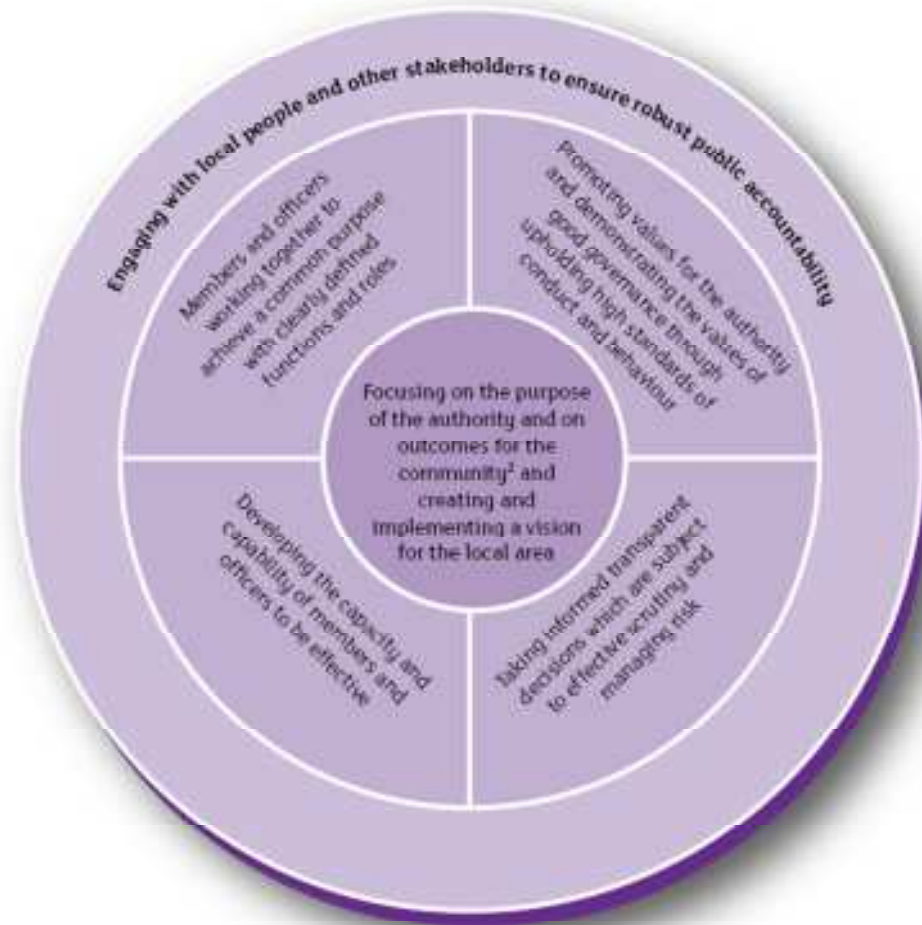 Engaging with local people and other stakeholders to ensure robust public accountability
Members and officers
working together to
achieve a common purpose
with clearly defined
functions and roles
Promoting values for the authority
and demonstrating the values of
good governance through
upholding high standards of
conduct and behaviour
Focusing on the purpose
of the authority and on
outcomes for the
community² and
creating and
implementing a vision
for the local area
Developing the capacity and
capability of members and
officers to be effective
Taking informed transparent
decisions which are subject
to effective scrutiny and
managing risk